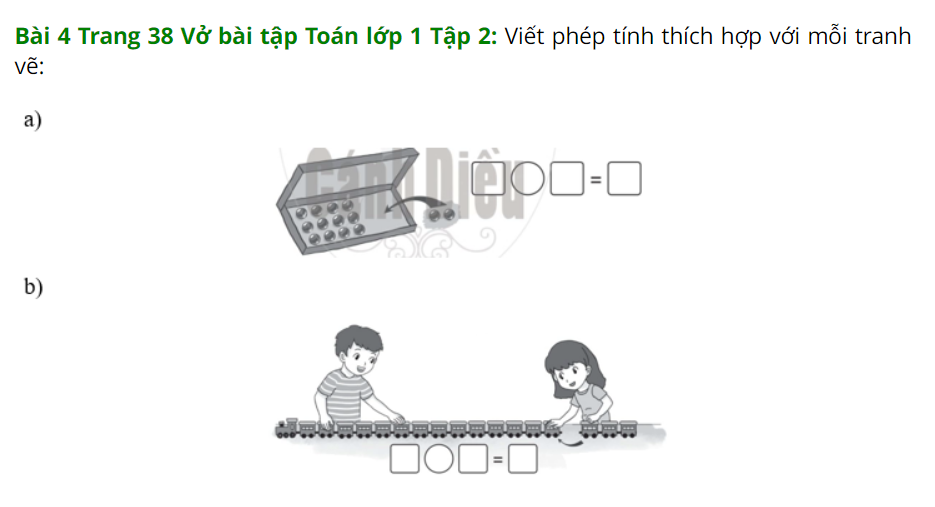 Bài 4 Trang 38 Vở bài tập Toán lớp 1 Tập 2: Viết phép tính thích hợp với mỗi tranh
vẽ:
a)
Cánh Diều
=
b)
=